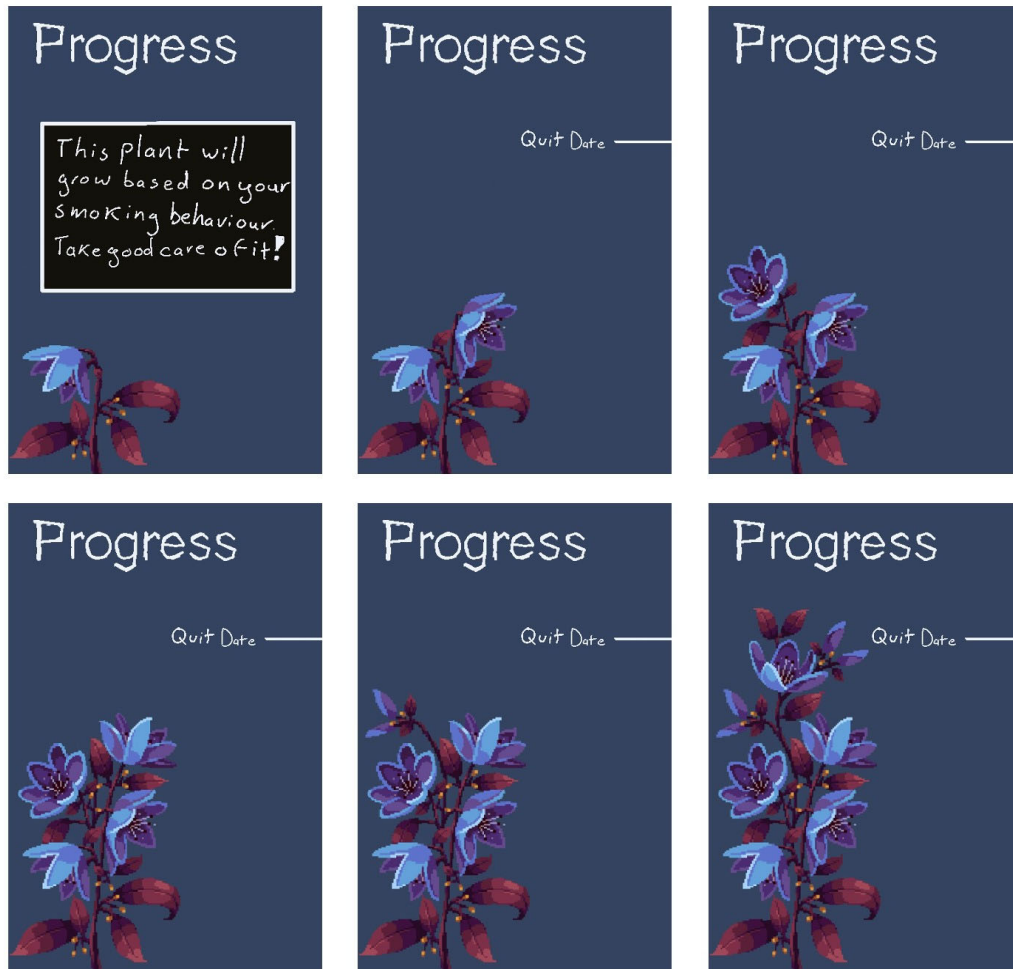 Progress
This plant will
grow based on your
smoking behaviour.
Take good care of it!
Progress
Quit Date
Progress
Quit Date
Progress
Quit Date
Progress
Quit Date
Progress
Quit Date